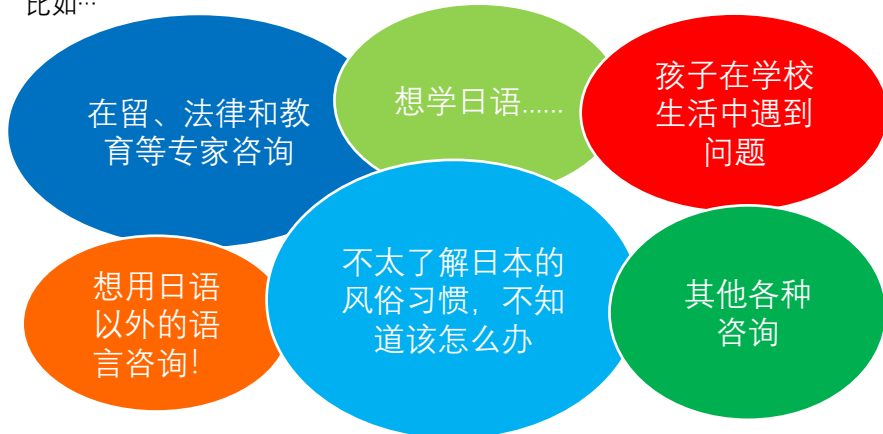 比如…
在留、法律和教
育等专家咨询
想学日语......
孩子在学校
生活中遇到
问题
想用日语
以外的语
言咨询!
不太了解日本的
风俗习惯，不知
道该怎么办
其他各种
咨询